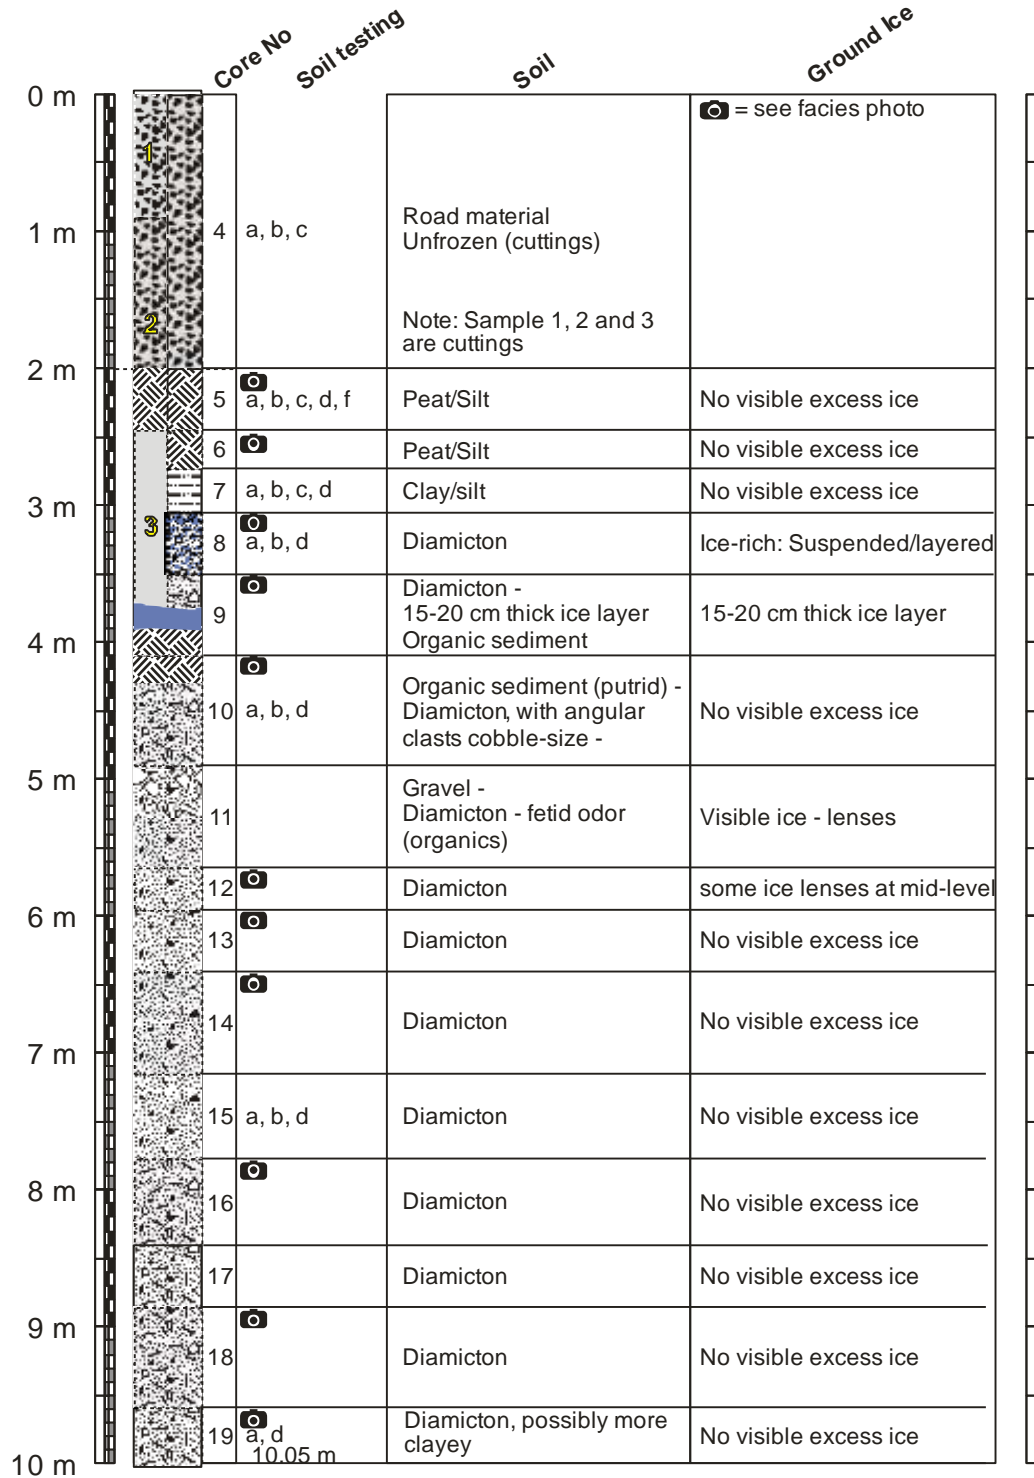 Core No
Soil testing
Soil
Ground Ice
0 m
= see facies photo
1
1 m
4
a, b, c
Road material
Unfrozen (cuttings)
2
Note: Sample 1, 2 and 3
are cuttings
2 m
5
a, b, c, d, f
Peat/Silt
No visible excess ice
6
Peat/Silt
No visible excess ice
7
a, b, c, d
Clay/silt
No visible excess ice
3 m
3
8
a, b, d
Diamicton
Ice-rich: Suspended/layered
9
Diamicton -
15-20 cm thick ice layer
Organic sediment
15-20 cm thick ice layer
4 m
10
a, b, d
Organic sediment (putrid) -
Diamicton, with angular
clasts cobble-size -
No visible excess ice
5 m
11
Gravel -
Diamicton - fetid odor
(organics)
Visible ice - lenses
12
Diamicton
some ice lenses at mid-level
6 m
13
Diamicton
No visible excess ice
14
Diamicton
No visible excess ice
7 m
15
a, b, d
Diamicton
No visible excess ice
8 m
16
Diamicton
No visible excess ice
17
Diamicton
No visible excess ice
9 m
18
Diamicton
No visible excess ice
19
a, d
10.05 m
Diamicton, possibly more
clayey
No visible excess ice
10 m